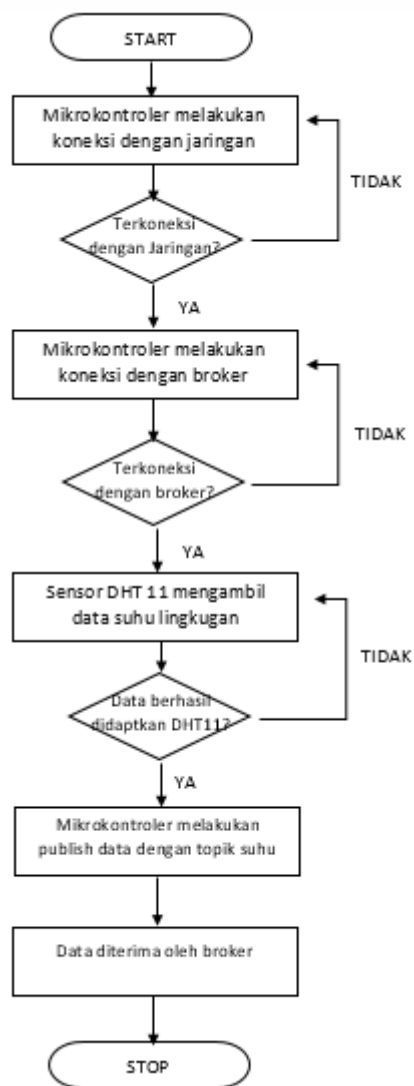 START
Mikrokontroler melakukan
koneksi dengan jaringan
TIDAK
Terkoneksi
dengan Jaringan?
YA
Mikrokontroler melakukan
koneksi dengan broker
TIDAK
Terkoneksi
dengan broker?
YA
Sensor DHT 11 mengambil
data suhu lingkugan
TIDAK
Data berhasil
didaptkan DHT11?
YA
Mikrokontroler melakukan
publish data dengan topik suhu
Data diterima oleh broker
STOP